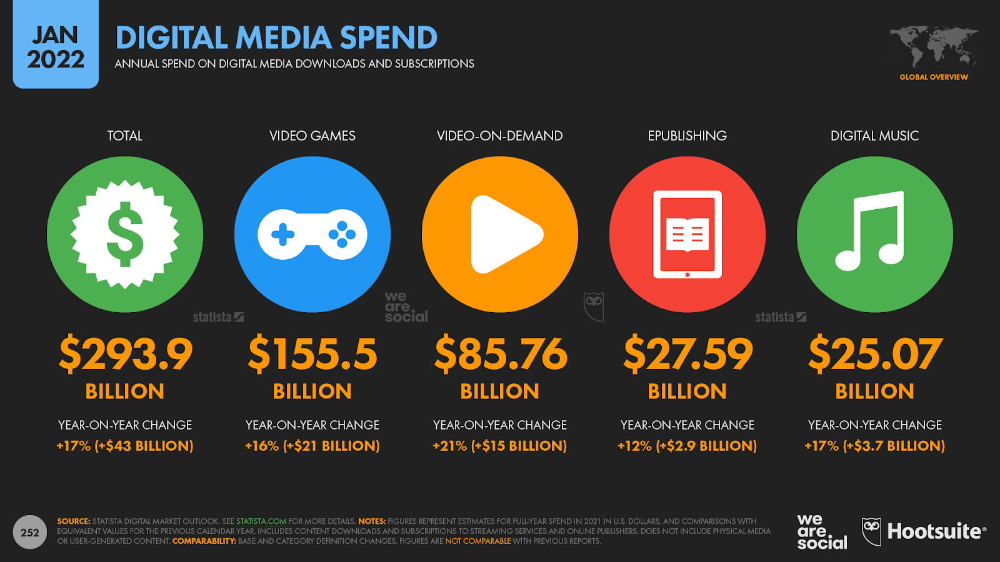 JAN
2022
DIGITAL MEDIA SPEND
ANNUAL SPEND ON DIGITAL MEDIA DOWNLOADS AND SUBSCRIPTIONS
GLOBAL OVERVIEW
TOTAL
VIDEO GAMES
VIDEO-ON-DEMAND
EPUBLISHING
DIGITAL MUSIC
$
statista
we
are
social
statista
$293.9
BILLION
$155.5
BILLION
$85.76
BILLION
$27.59
BILLION
$25.07
BILLION
YEAR-ON-YEAR CHANGE
+17% (+$43 BILLION)
YEAR-ON-YEAR CHANGE
+16% (+$21 BILLION)
YEAR-ON-YEAR CHANGE
+21% (+$15 BILLION)
YEAR-ON-YEAR CHANGE
+12% (+$2.9 BILLION)
YEAR-ON-YEAR CHANGE
+17% (+$3.7 BILLION)
252
SOURCE: STATISTA DIGITAL MARKET OUTLOOK. SEE STATISTA.COM FOR MORE DETAILS. NOTES: FIGURES REPRESENT ESTIMATES FOR FULL-YEAR SPEND IN 2021 IN U.S. DOLLARS, AND COMPARISONS WITH
EQUIVALENT VALUES FOR THE PREVIOUS CALENDAR YEAR. INCLUDES CONTENT DOWNLOADS AND SUBSCRIPTIONS TO STREAMING SERVICES AND ONLINE PUBLISHERS. DOES NOT INCLUDE PHYSICAL MEDIA
OR USER-GENERATED CONTENT. COMPARABILITY: BASE AND CATEGORY DEFINITION CHANGES. FIGURES ARE NOT COMPARABLE WITH PREVIOUS REPORTS.
we
are
social
Hootsuite®